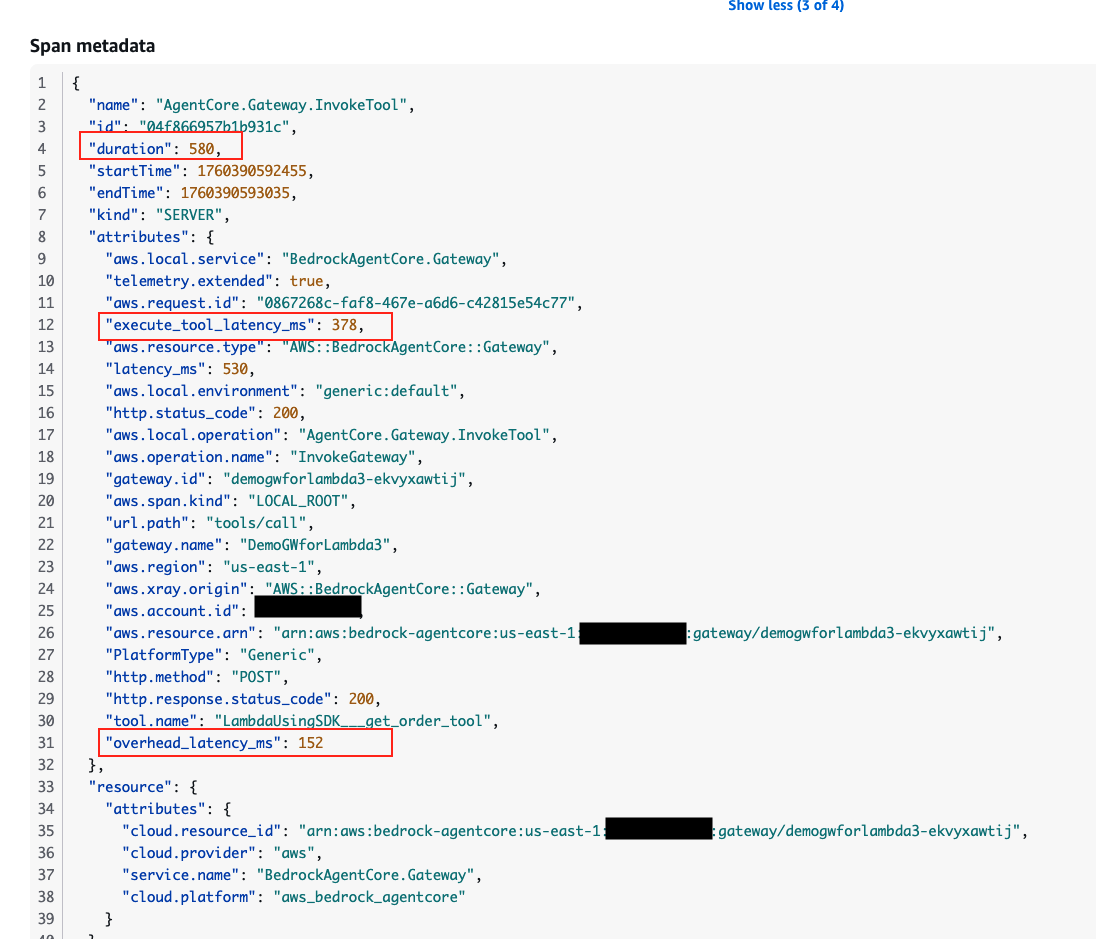 Show less (3 of 4)
Span metadata
1 {
2 "name": "AgentCore.Gateway.InvokeTool",
3 "id": "04f866957b1b931c",
4 "duration": 580,
5 "startTime": 1760390592455,
6 "endTime": 1760390593035,
7 "kind": "SERVER",
8 "attributes": {
9 "aws.local.service": "BedrockAgentCore.Gateway",
10 "telemetry.extended": true,
11 "aws.request.id": "0867268c-faf8-467e-a6d6-c42815e54c77",
12 "execute_tool_latency_ms": 378,
13 "aws.resource.type": "AWS::BedrockAgentCore::Gateway",
14 "latency_ms": 530,
15 "aws.local.environment": "generic:default",
16 "http.status_code": 200,
17 "aws.local.operation": "AgentCore.Gateway.InvokeTool",
18 "aws.operation.name": "InvokeGateway",
19 "gateway.id": "demogwforlambda3-ekvyxawtij",
20 "aws.span.kind": "LOCAL_ROOT",
21 "url.path": "tools/call",
22 "gateway.name": "DemoGWforLambda3",
23 "aws.region": "us-east-1",
24 "aws.xray.origin": "AWS::BedrockAgentCore::Gateway",
25 "aws.account.id": ,
26 "aws.resource.arn": "arn:aws:bedrock-agentcore:us-east-1: :gateway/demogwforlambda3-ekvyxawtij",
27 "PlatformType": "Generic",
28 "http.method": "POST",
29 "http.response.status_code": 200,
30 "tool.name": "LambdaUsingSDK___get_order_tool",
31 "overhead_latency_ms": 152
32 },
33 "resource": {
34 "attributes": {
35 "cloud.resource_id": "arn:aws:bedrock-agentcore:us-east-1: :gateway/demogwforlambda3-ekvyxawtij",
36 "cloud.provider": "aws",
37 "service.name": "BedrockAgentCore.Gateway",
38 "cloud.platform": "aws_bedrock_agentcore"
39 }